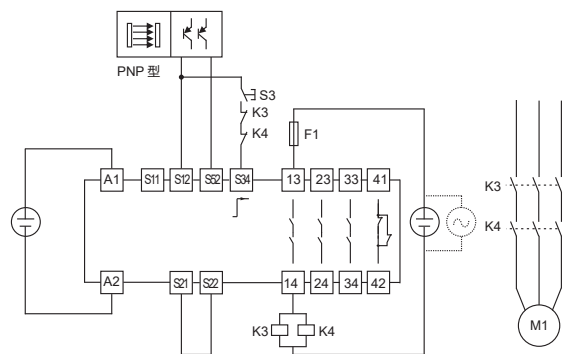 PNP 型
S3
K3
K4
F1
A1
S11
S12
S52
S34
13
23
33
41
K3
K4
A2
S21
S22
14
24
34
42
K3
K4
M1